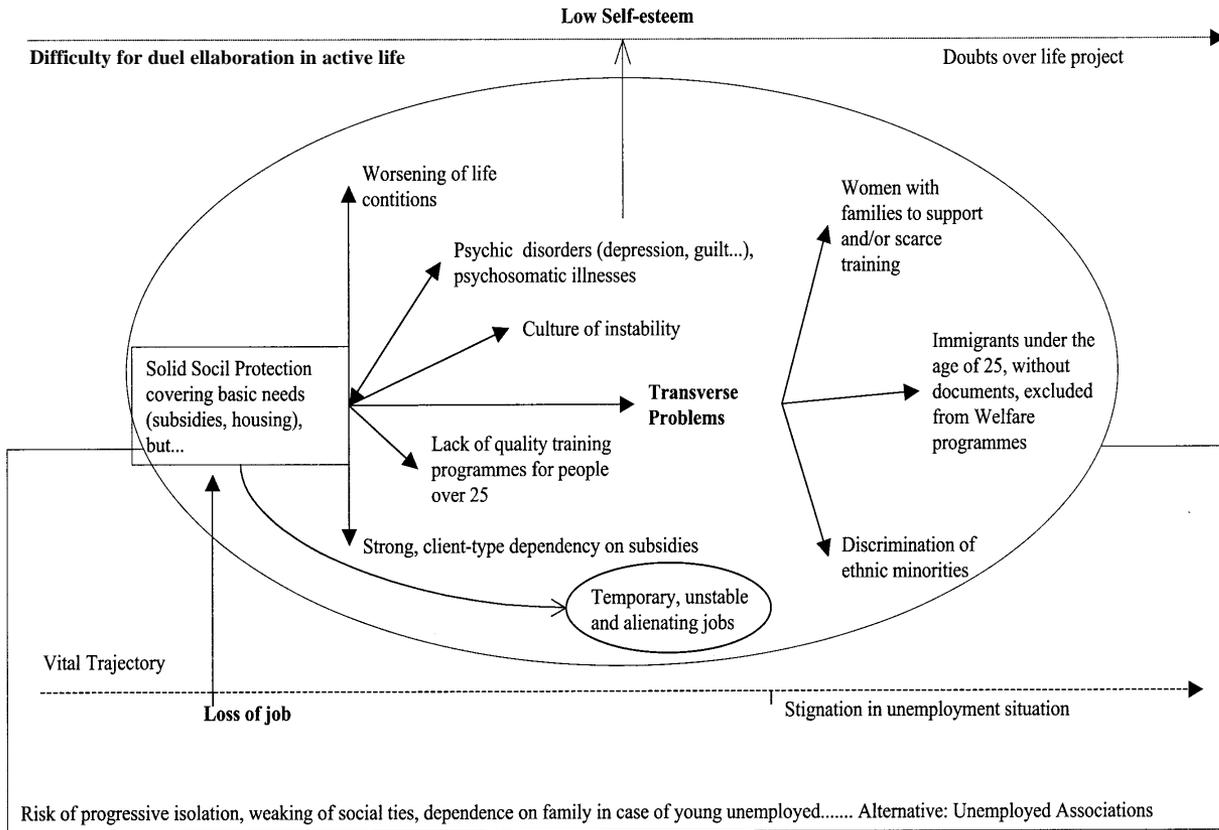 Low Self-esteem
Difficulty for duel ellaboration in active life
Doubts over life project
Worsening of life
contitions
Women with
families to support
and/or scarce
training
Psychic disorders (depression, guilt...),
psychosomatic illnesses
Culture of instability
Solid Socil Protection
covering basic needs
(subsidies, housing),
but...
Transverse
Problems
Immigrants under the
age of 25, without
documents, excluded
from Welfare
programmes
Lack of quality training
programmes for people
over 25
Strong, client-type dependency on subsidies
Discrimination of
ethnic minorities
Temporary, unstable
and alienating jobs
Vital Trajectory
Loss of job
Stignation in unemployment situation
Risk of progressive isolation, weaking of social ties, dependence on family in case of young unemployed....... Alternative: Unemployed Associations